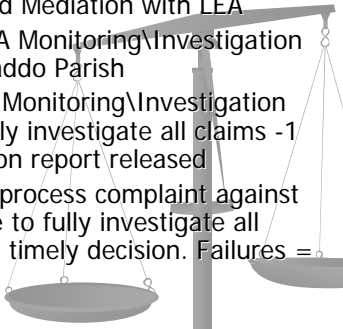 d Mediation with LEA
A Monitoring\Investigation
ddo Parish
Monitoring\Investigation
ly investigate all claims -1
on report released
process complaint against
e to fully investigate all
timely decision. Failures =